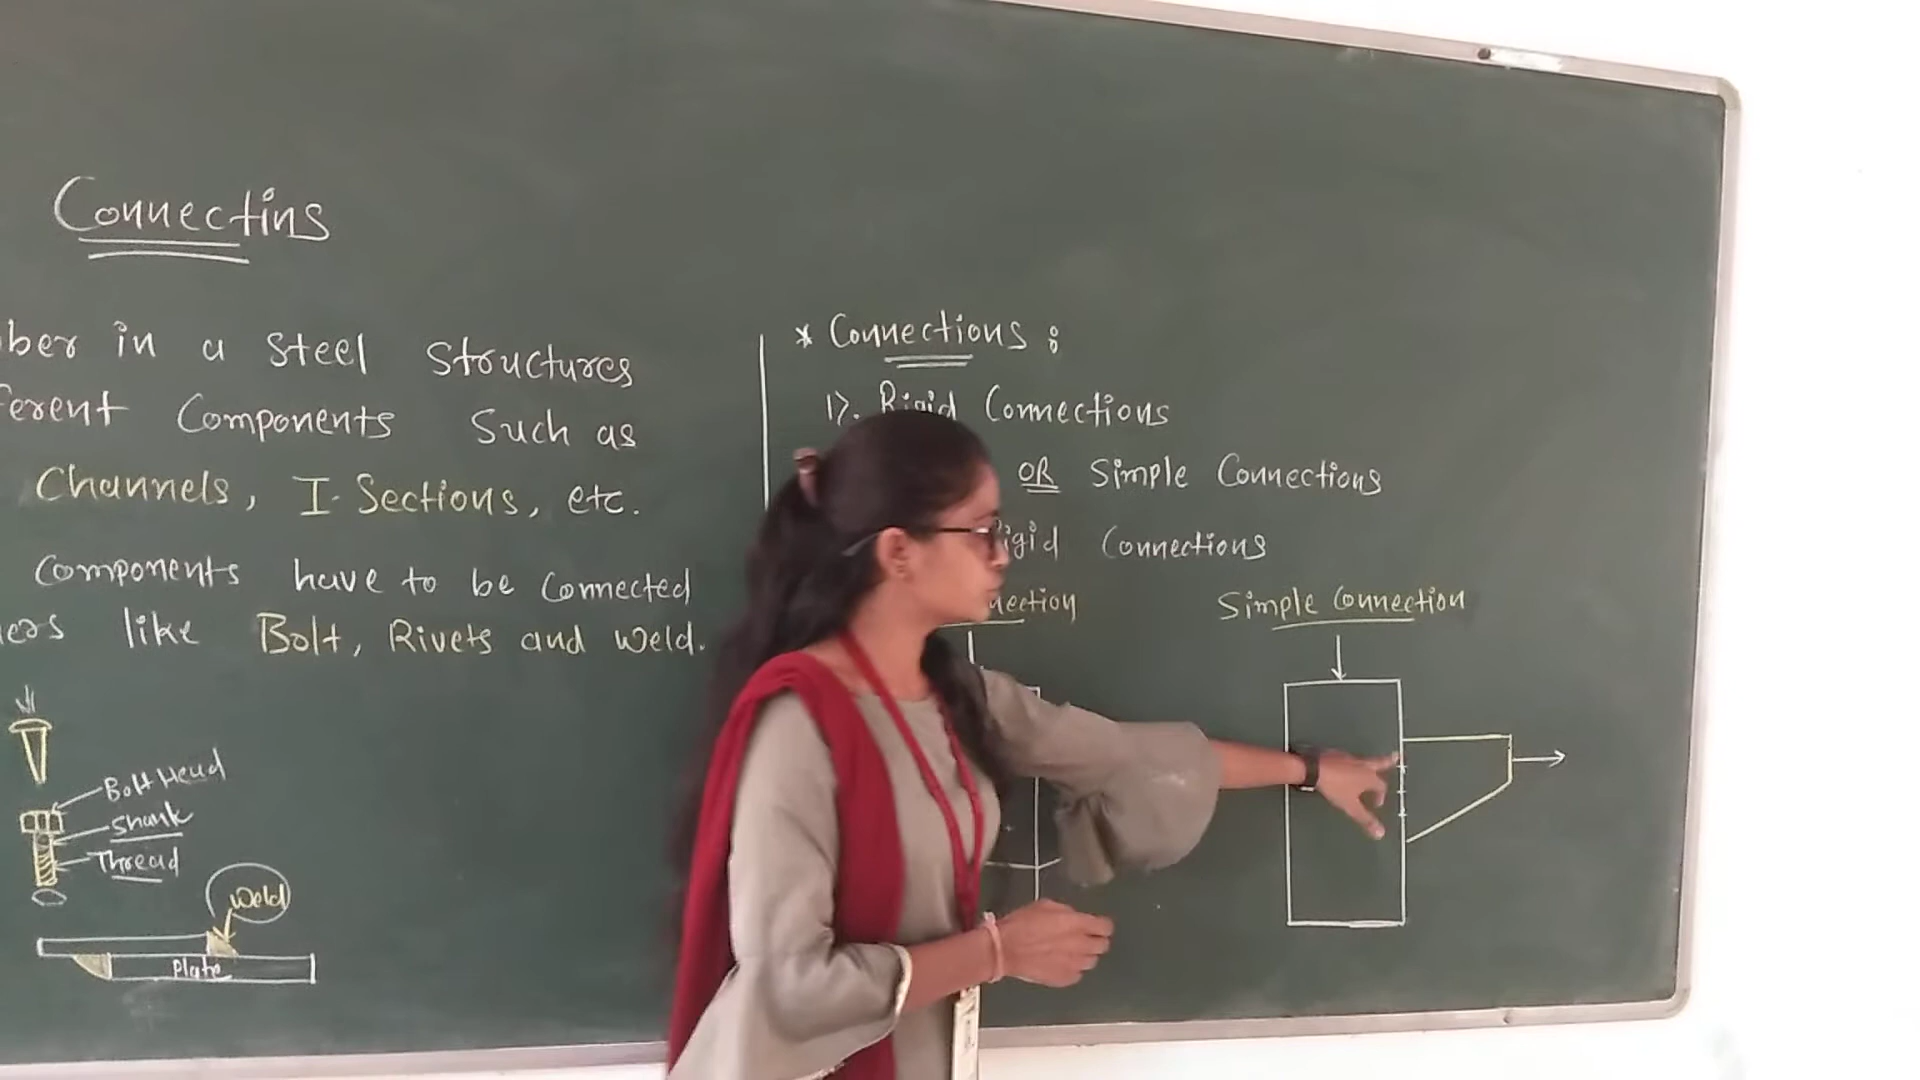 Connectins
ber in a Steel Structures
ferent Components Such as
Channels, I-Sections, etc.
Components have to be Connected
ers like Bolt, Rivets and weld.
Bolt Head
Shank
Thread
weld
Plate
* Connections :
1). Rigid Connections
OR Simple Connections
igid Connections
nection
Simple Connection